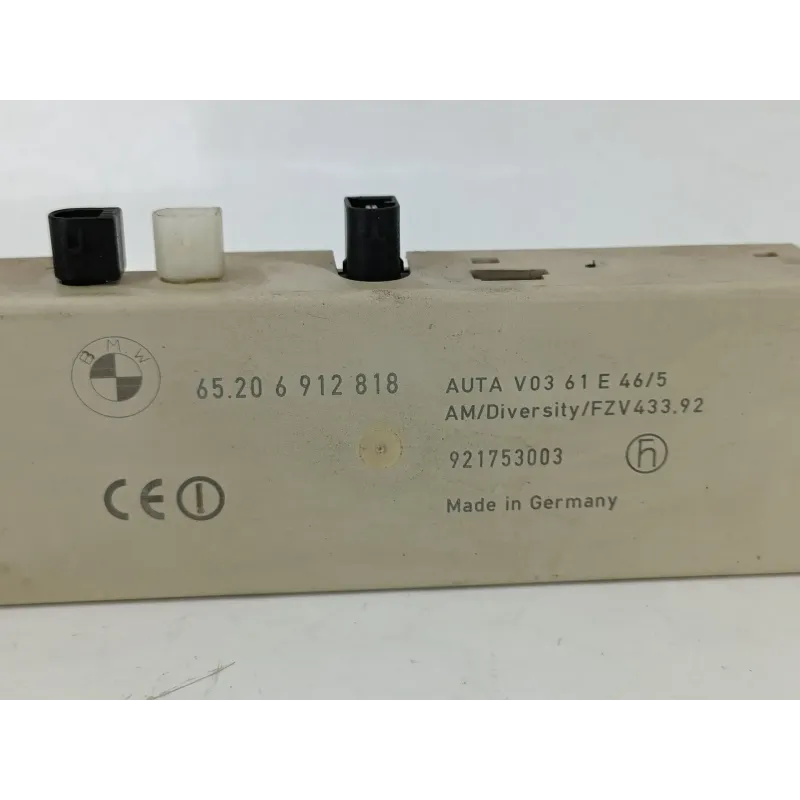 BMW
65.20 6 912 818
AUTA V03 61 E 46/5
AM/Diversity/FZV433.92
921753003
h
CE
Made in Germany